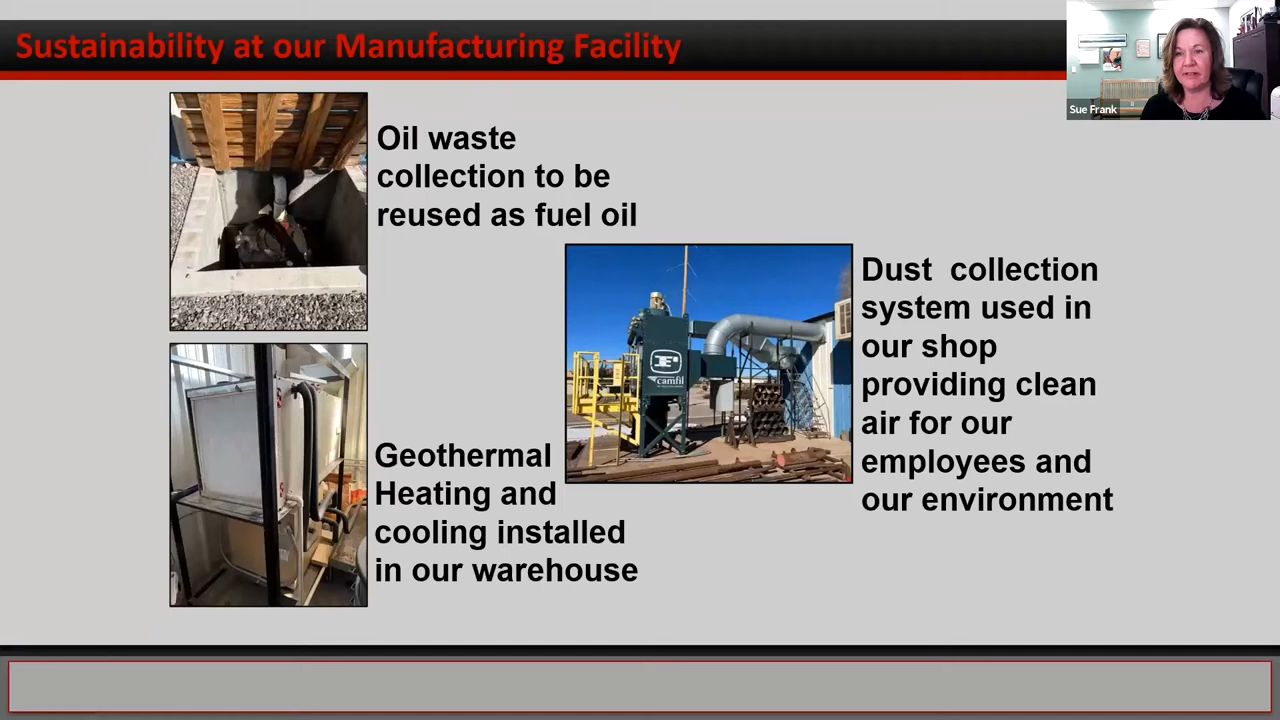 Sustainability at our Manufacturing Facility
Sue Frank
Oil waste
collection to be
reused as fuel oil
Dust  collection
system used in
our shop
providing clean
air for our
employees and
our environment
camfil
Geothermal
Heating and
cooling installed
in our warehouse